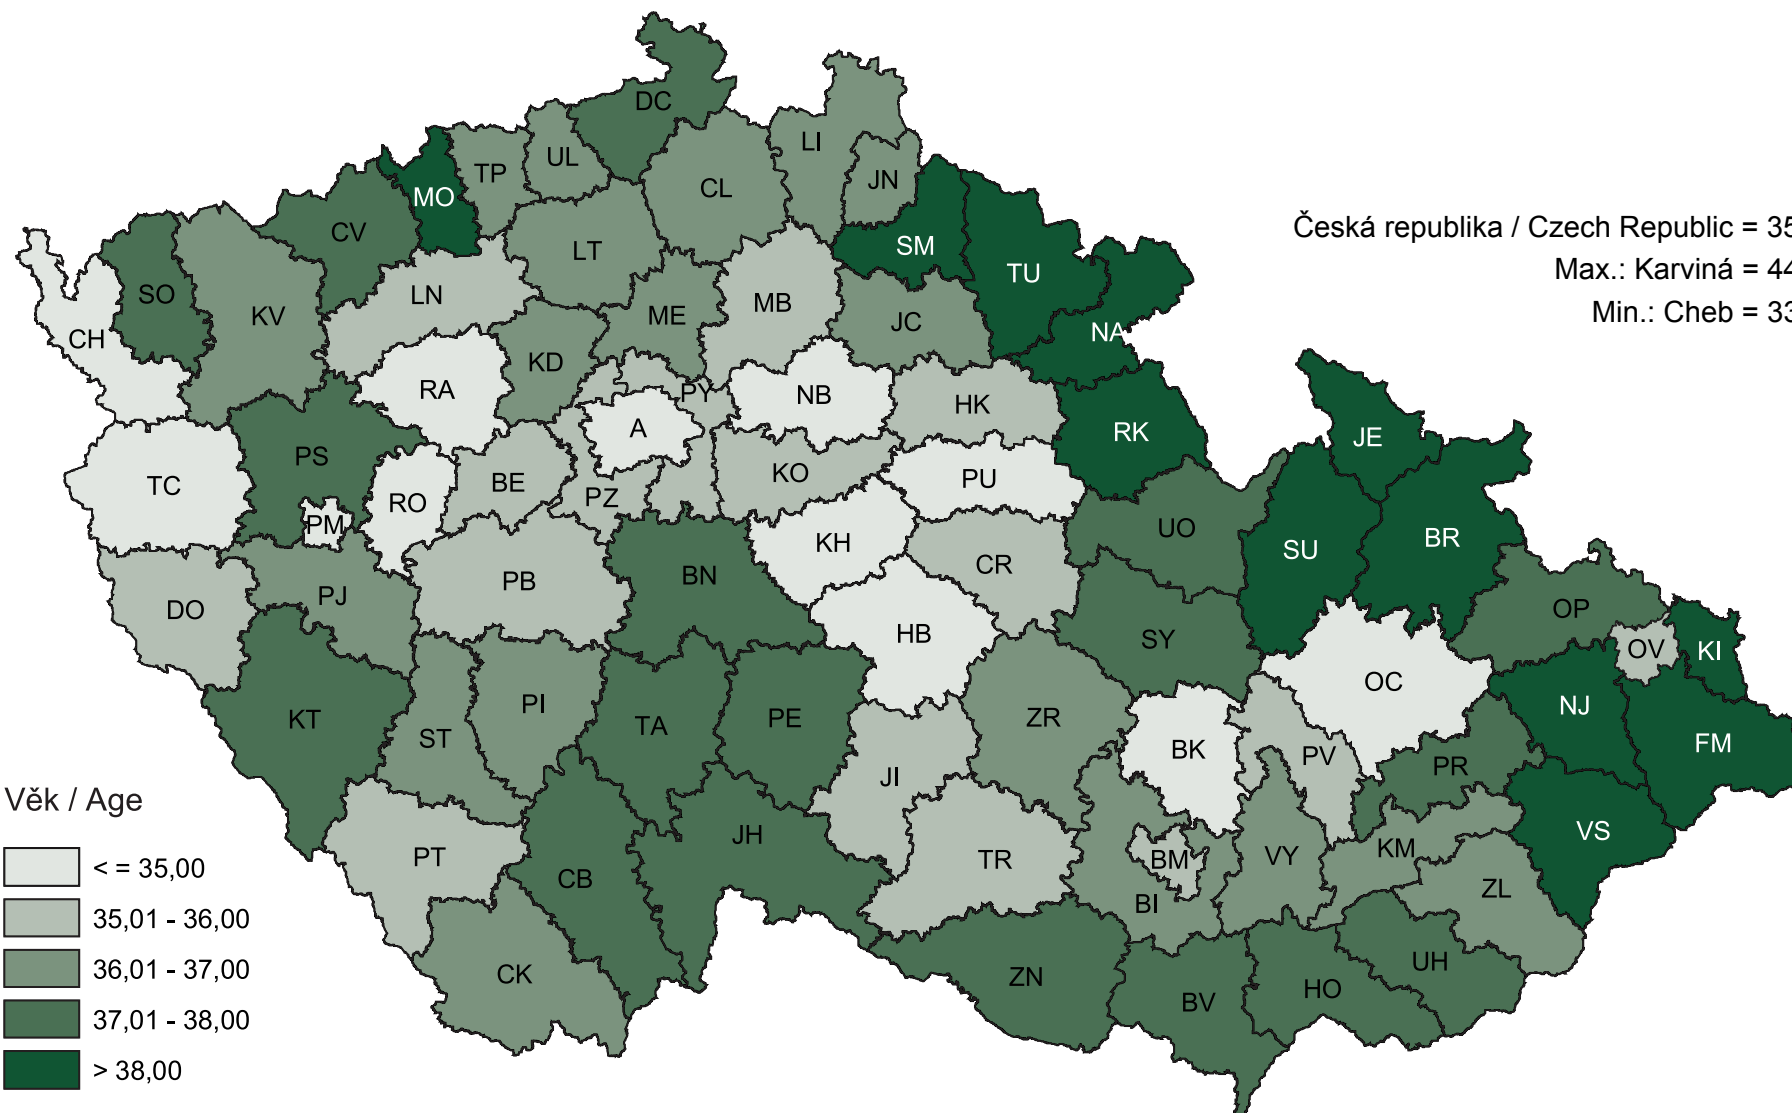 DC
LI
UL
TP
JN
CL
MO
CV
SM
Česká republika / Czech Republic = 35
LT
TU
Max.: Karviná = 44
SO
LN
MB
Min.: Cheb = 33
KV
ME
JC
NA
CH
KD
RA
PY
NB
HK
A
RK
JE
PS
TC
BE
KO
PU
PZ
RO
PM
UO
BR
KH
SU
CR
BN
PB
PJ
DO
OP
HB
SY
OV
KI
OC
PI
NJ
KT
TA
PE
ZR
ST
FM
BK
PV
PR
JI
Věk / Age
VS
JH
KM
PT
TR
BM
VY
< = 35,00
CB
ZL
BI
35,01 - 36,00
UH
36,01 - 37,00
CK
ZN
HO
BV
37,01 - 38,00
> 38,00